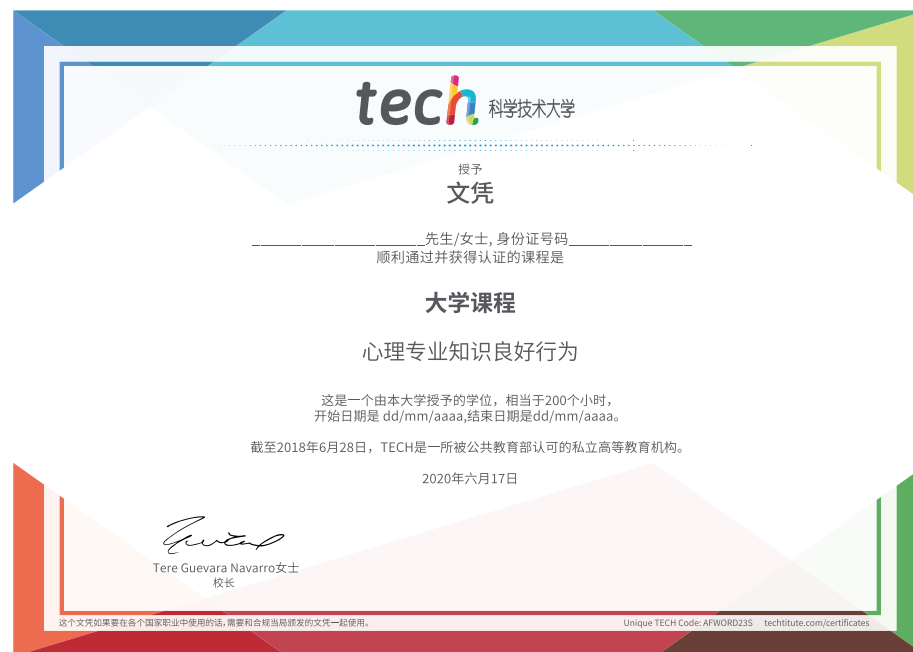 tech 科学技术大学
授予
文凭
_____________________先生/女士, 身份证号码_______________
顺利通过并获得认证的课程是
大学课程
心理专业知识良好行为
这是一个由本大学授予的学位，相当于200个小时，
开始日期是 dd/mm/aaaa,结束日期是dd/mm/aaaa。
截至2018年6月28日，TECH是一所被公共教育部认可的私立高等教育机构。
2020年六月17日
Tere Guevara Navarro女士
校长
这个文凭如果要在各个国家职业中使用的话,需要和合规当局颁发的文凭一起使用。
Unique TECH Code: AFWORD23S techtitute.com/certificates